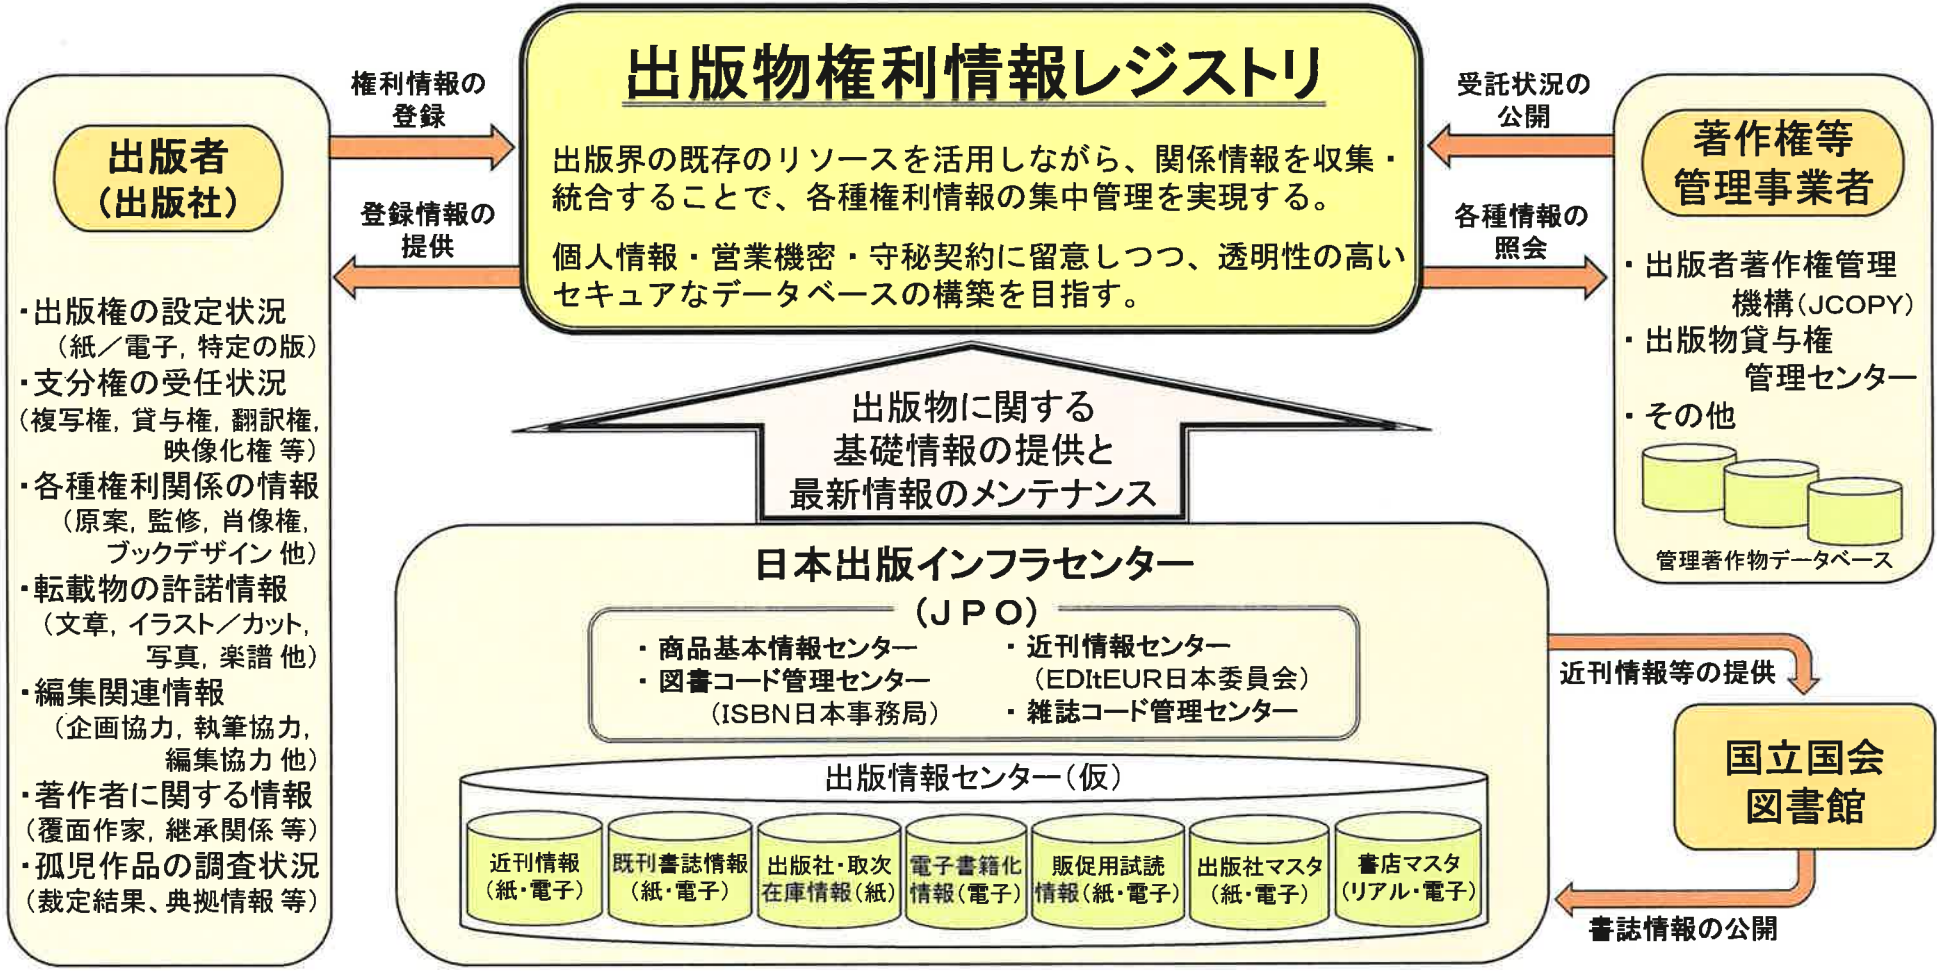 出版物権利情報レジストリ
出版界の既存のリソースを活用しながら、関係情報を収集・
統合することで、各種権利情報の集中管理を実現する。
個人情報・営業機密・守秘契約に留意しつつ、透明性の高い
セキュアなデータベースの構築を目指す。
権利情報の
登録
登録情報の
提供
受託状況の
公開
各種情報の
照会
出版者
（出版社）
・出版権の設定状況
（紙／電子, 特定の版）
・支分権の受任状況
（複写権, 貸与権, 翻訳権,
映像化権 等）
・各種権利関係の情報
（原案, 監修, 肖像権,
ブックデザイン 他）
・転載物の許諾情報
（文章, イラスト／カット,
写真, 楽譜 他）
・編集関連情報
（企画協力, 執筆協力,
編集協力 他）
・著作者に関する情報
（覆面作家, 継承関係 等）
・孤児作品の調査状況
（裁定結果、典拠情報 等）
著作権等
管理事業者
・出版者著作権管理
機構（JCOPY）
・出版物貸与権
管理センター
・その他
管理著作物データベース
出版物に関する
基礎情報の提供と
最新情報のメンテナンス
日本出版インフラセンター
（ＪＰＯ）
・商品基本情報センター
・図書コード管理センター
（ISBN日本事務局）
・近刊情報センター
（EDItEUR日本委員会）
・雑誌コード管理センター
出版情報センター（仮）
近刊情報
（紙・電子）
既刊書誌情報
（紙・電子）
出版社・取次
在庫情報（紙）
電子書籍化
情報（電子）
販促用試読
情報（紙・電子）
出版社マスタ
（紙・電子）
書店マスタ
（リアル・電子）
近刊情報等の提供
国立国会
図書館
書誌情報の公開